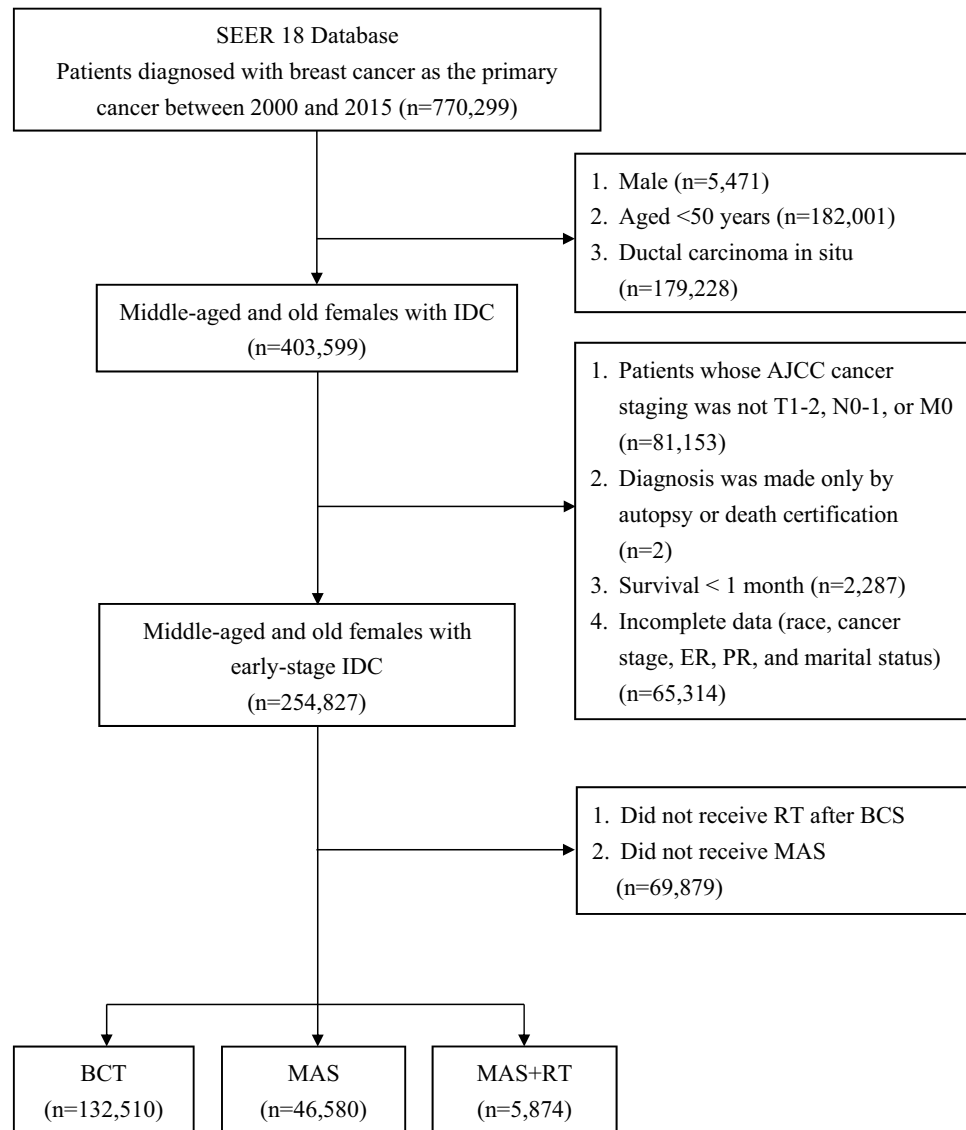 SEER 18 Database
Patients diagnosed with breast cancer as the primary
cancer between 2000 and 2015 (n=770,299)
1. Male (n=5,471)
2. Aged <50 years (n=182,001)
3. Ductal carcinoma in situ
(n=179,228)
Middle-aged and old females with IDC
(n=403,599)
1. Patients whose AJCC cancer
staging was not T1-2, N0-1, or M0
(n=81,153)
2. Diagnosis was made only by
autopsy or death certification
(n=2)
3. Survival < 1 month (n=2,287)
4. Incomplete data (race, cancer
stage, ER, PR, and marital status)
(n=65,314)
Middle-aged and old females with
early-stage IDC
(n=254,827)
1. Did not receive RT after BCS
2. Did not receive MAS
(n=69,879)
BCT
(n=132,510)
MAS
(n=46,580)
MAS+RT
(n=5,874)